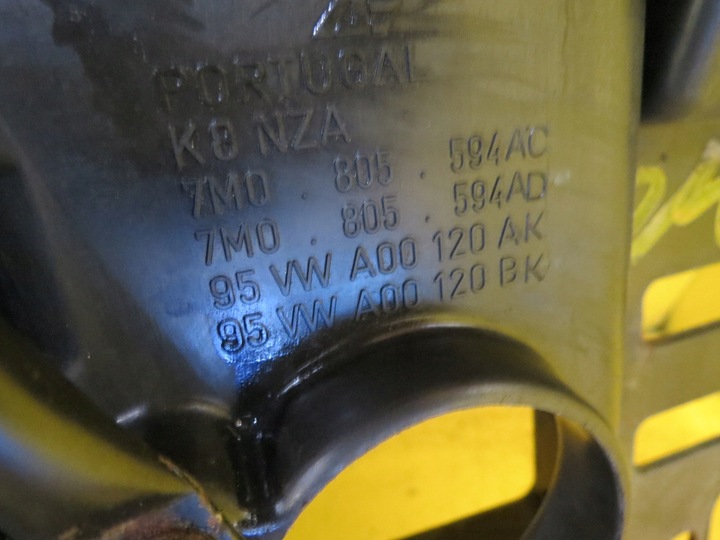 PORTUGAL
K8 NZA
7M0 . 805 . 594AC
7M0 . 805 . 594AD
95 VW A00 120 AK
95 VW A00 120 BK